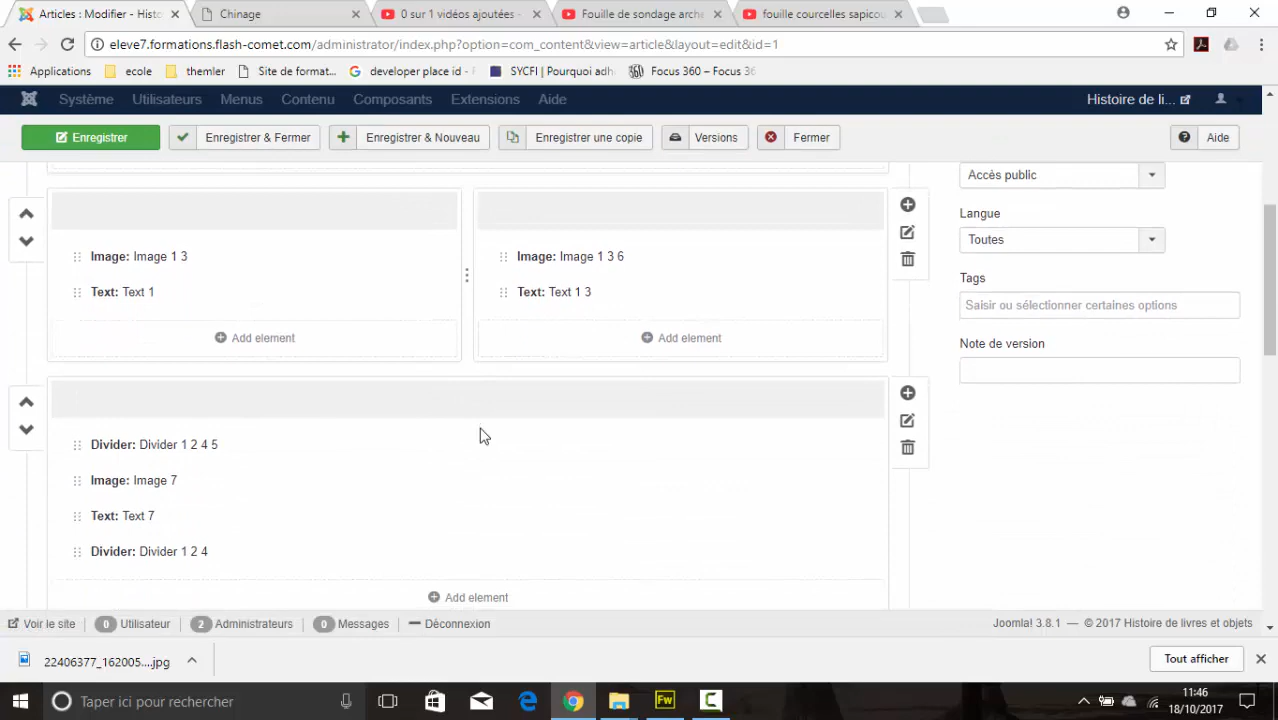 Articles : Modifier - Histo
Chinage
0 sur 1 vidéos ajoutées -
Fouille de sondage arche
fouille courcelles sapicou
eleve7.formations.flash-comet.com/administrator/index.php?option=com_content&view=article&layout=edit&id=1
Applications
ecole
themler
Site de format...
developer place id -
SYCFI | Pourquoi adh
Focus 360 – Focus 36
Système
Utilisateurs
Menus
Contenu
Composants
Extensions
Aide
Histoire de li...
Enregistrer
Enregistrer & Fermer
Enregistrer & Nouveau
Enregistrer une copie
Versions
Fermer
Aide
Accès public
Langue
Toutes
Tags
Saisir ou sélectionner certaines options
Note de version
Image: Image 1 3
Text: Text 1
Add element
Image: Image 1 3 6
Text: Text 1 3
Add element
Divider: Divider 1 2 4 5
Image: Image 7
Text: Text 7
Divider: Divider 1 2 4
Add element
Voir le site
0 Utilisateur
2 Administrateurs
0 Messages
Déconnexion
Joomla! 3.8.1 — © 2017 Histoire de livres et objets
22406377_162005....jpg
Tout afficher
Taper ici pour rechercher
Fw
11:46
18/10/2017